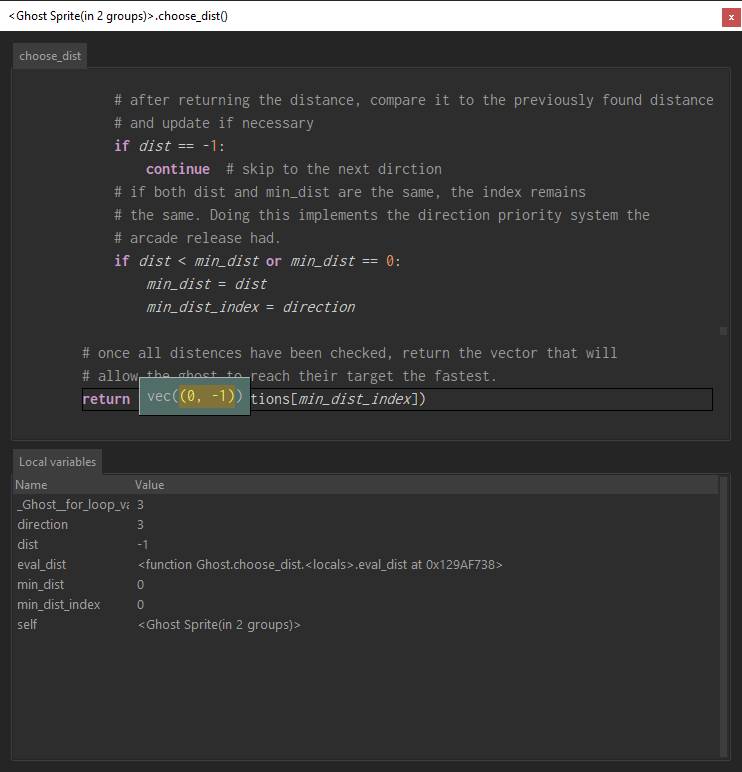 <Ghost Sprite(in 2 groups)>.choose_dist()
choose_dist
# after returning the distance, compare it to the previously found distance
# and update if necessary
if dist == -1:
continue # skip to the next dirction
# if both dist and min_dist are the same, the index remains
# the same. Doing this implements the direction priority system the
# arcade release had.
if dist < min_dist or min_dist == 0:
min_dist = dist
min_dist_index = direction
# once all distences have been checked, return the vector that will
# allow the ghost to reach their target the fastest.
return vec((0, -1)) tions[min_dist_index])
Local variables
Name Value
_Ghost__for_loop_va 3
direction 3
dist -1
eval_dist <function Ghost.choose_dist.<locals>.eval_dist at 0x129AF738>
min_dist 0
min_dist_index 0
self <Ghost Sprite(in 2 groups)>